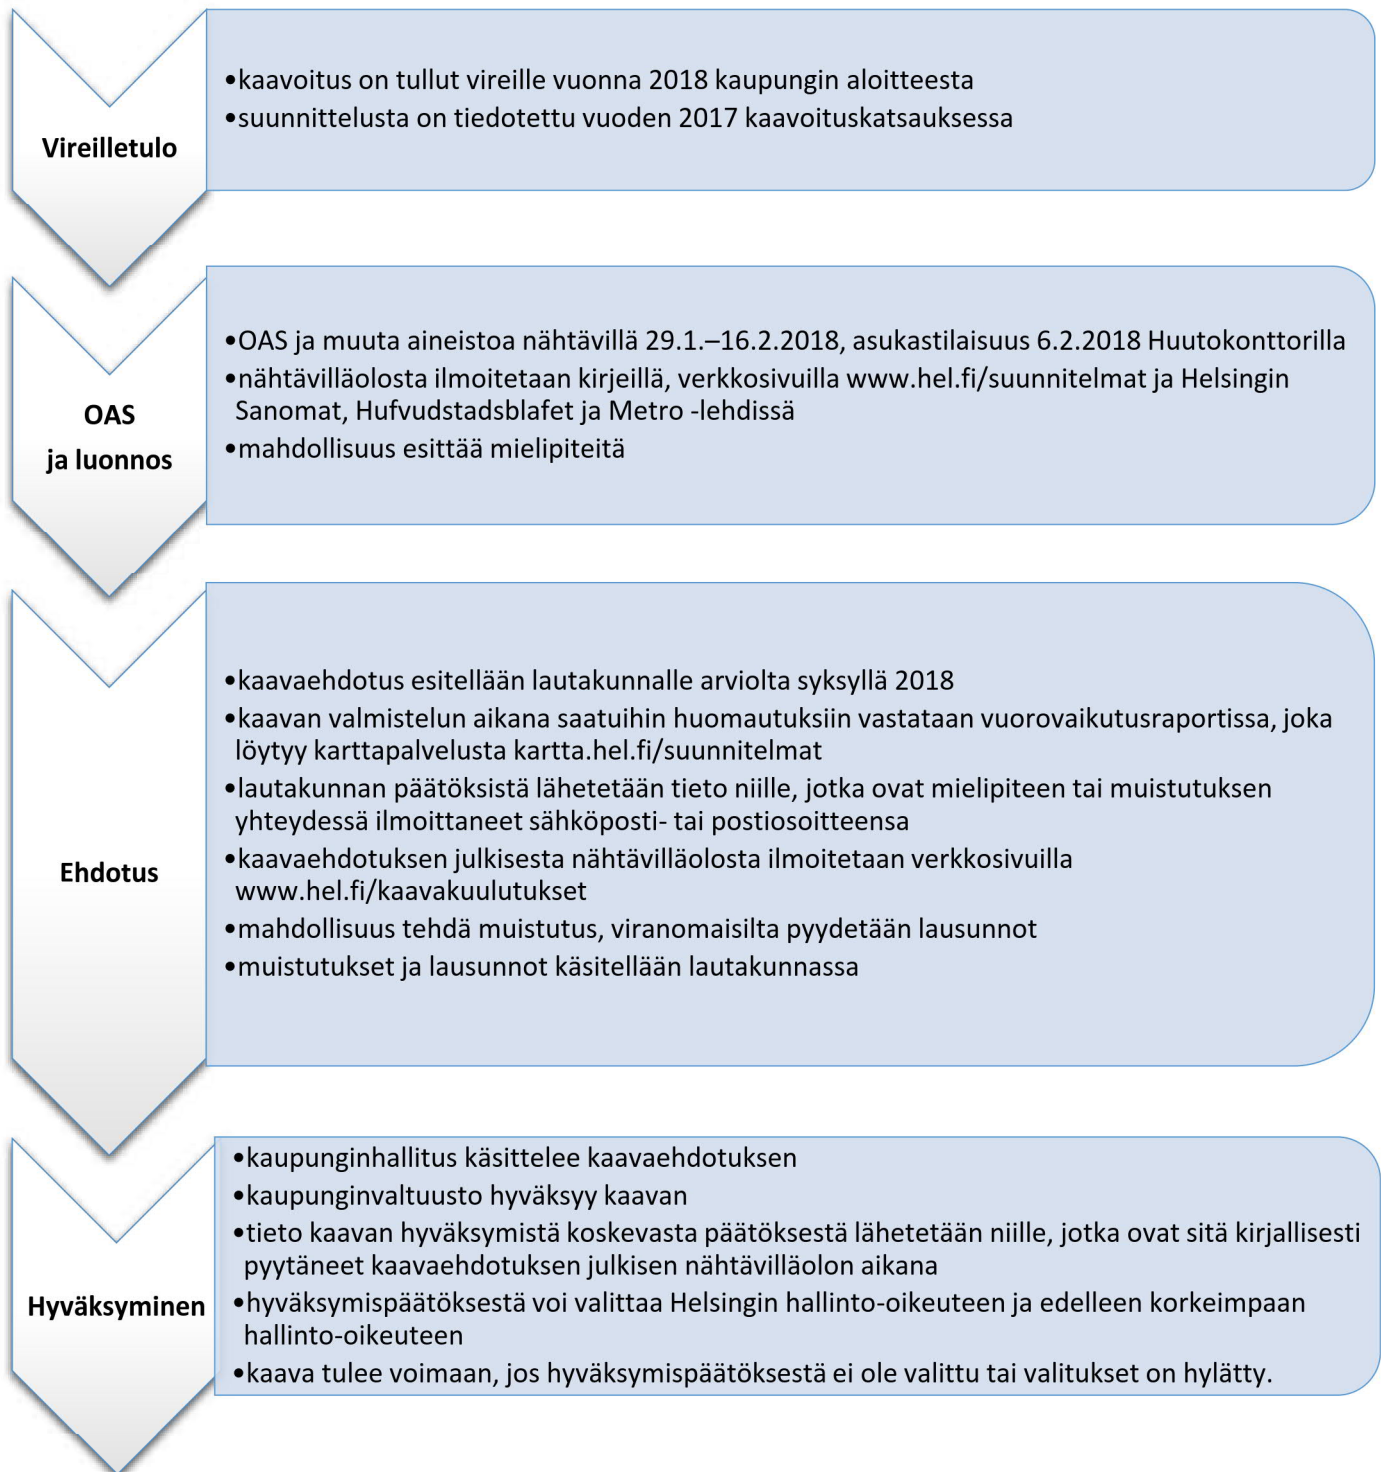 Vireilletulo
•kaavoitus on tullut vireille vuonna 2018 kaupungin aloitteesta
•suunnittelusta on tiedotettu vuoden 2017 kaavoituskatsauksessa
OAS
ja luonnos
•OAS ja muuta aineistoa nähtävillä 29.1.–16.2.2018, asukastilaisuus 6.2.2018 Huutokonttorilla
•nähtävilläolosta ilmoitetaan kirjeillä, verkkosivuilla www.hel.fi/suunnitelmat ja Helsingin
Sanomat, Hufvudstadsblafet ja Metro -lehdissä
•mahdollisuus esittää mielipiteitä
Ehdotus
•kaavaehdotus esitellään lautakunnalle arviolta syksyllä 2018
•kaavan valmistelun aikana saatuihin huomautuksiin vastataan vuorovaikutusraportissa, joka
löytyy karttapalvelusta kartta.hel.fi/suunnitelmat
•lautakunnan päätöksistä lähetetään tieto niille, jotka ovat mielipiteen tai muistutuksen
yhteydessä ilmoittaneet sähköposti- tai postiosoitteensa
•kaavaehdotuksen julkisesta nähtävilläolosta ilmoitetaan verkkosivuilla
www.hel.fi/kaavakuulutukset
•mahdollisuus tehdä muistutus, viranomaisilta pyydetään lausunnot
•muistutukset ja lausunnot käsitellään lautakunnassa
Hyväksyminen
•kaupunginhallitus käsittelee kaavaehdotuksen
•kaupunginvaltuusto hyväksyy kaavan
•tieto kaavan hyväksymistä koskevasta päätöksestä lähetetään niille, jotka ovat sitä kirjallisesti
pyytäneet kaavaehdotuksen julkisen nähtävilläolon aikana
•hyväksymispäätöksestä voi valittaa Helsingin hallinto-oikeuteen ja edelleen korkeimpaan
hallinto-oikeuteen
•kaava tulee voimaan, jos hyväksymispäätöksestä ei ole valittu tai valitukset on hylätty.